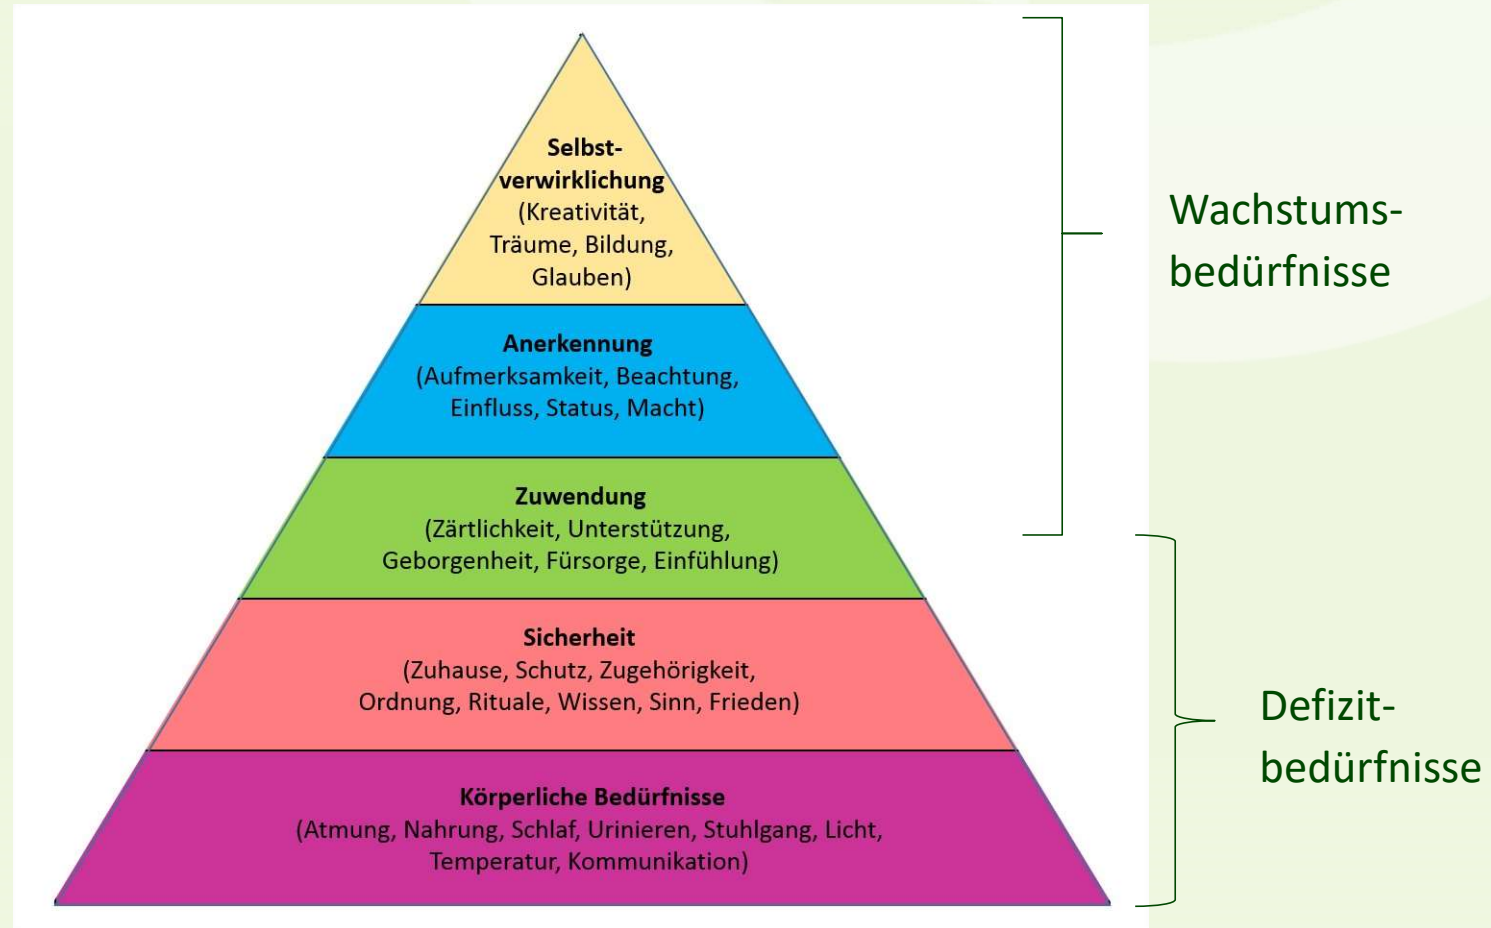 Selbst-
verwirklichung
(Kreativität,
Träume, Bildung,
Glauben)
Anerkennung
(Aufmerksamkeit, Beachtung,
Einfluss, Status, Macht)
Zuwendung
(Zärtlichkeit, Unterstützung,
Geborgenheit, Fürsorge, Einfühlung)
Sicherheit
(Zuhause, Schutz, Zugehörigkeit,
Ordnung, Rituale, Wissen, Sinn, Frieden)
Körperliche Bedürfnisse
(Atmung, Nahrung, Schlaf, Urinieren, Stuhlgang, Licht,
Temperatur, Kommunikation)
Wachstums-
bedürfnisse
Defizit-
bedürfnisse